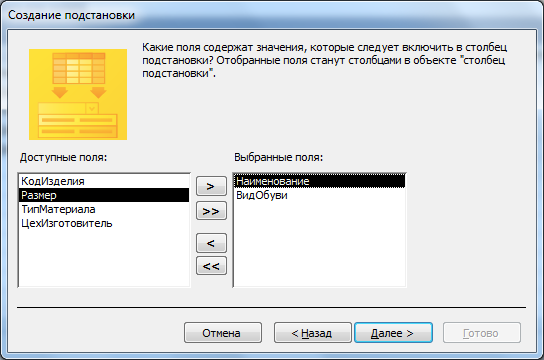 Создание подстановки
Какие поля содержат значения, которые следует включить в столбец
подстановки? Отобранные поля станут столбцами в объекте "столбец
подстановки".
Доступные поля:
Выбранные поля:
КодИзделия
Размер
ТипМатериала
ЦехИзготовитель
>
>>
<
<<
Наименование
ВидОбуви
Отмена
< Назад
Далее >
Готово